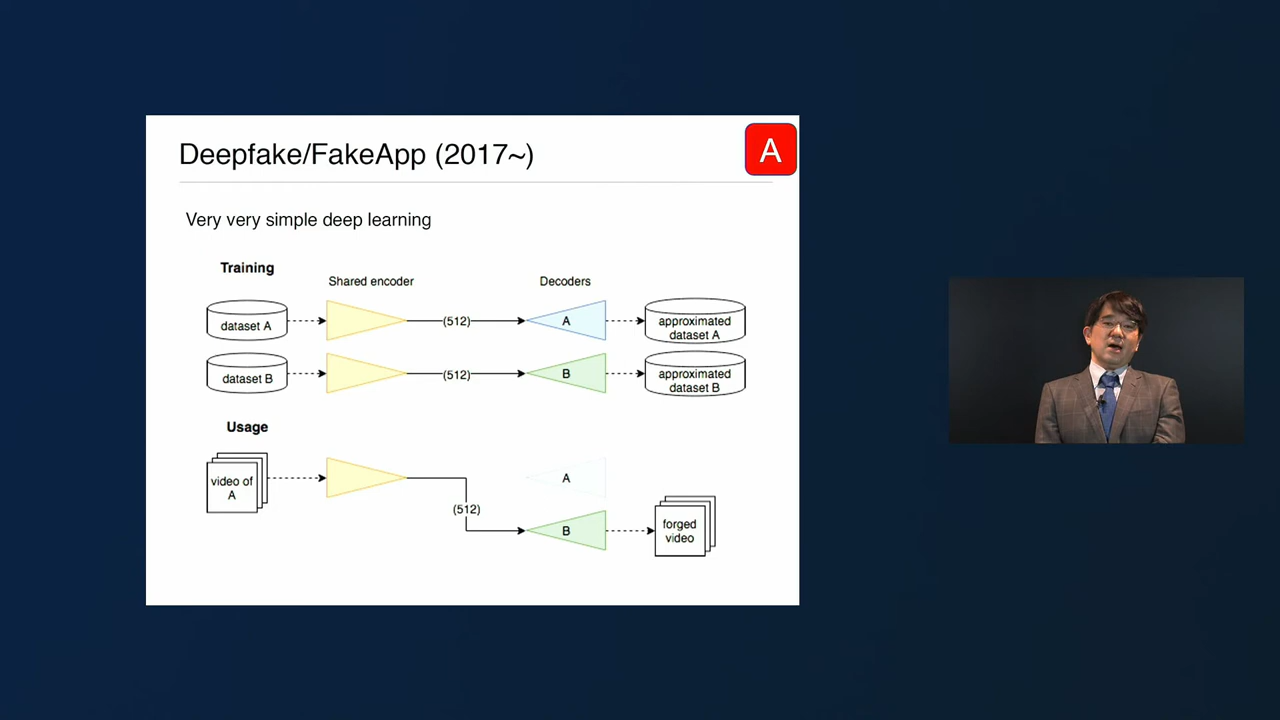 Deepfake/FakeApp (2017~)
A
Very very simple deep learning
Training
Shared encoder
Decoders
dataset A
(512)
A
approximated
dataset A
dataset B
(512)
B
approximated
dataset B
Usage
video of
A
(512)
A
B
forged
video